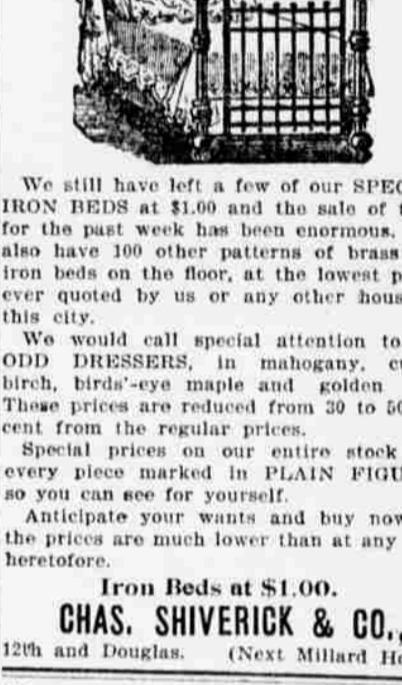 We still have left a few of our SPEC
IRON BEDS at $1.00 and the sale of t
for the past week has been enormous.
also have 100 other patterns of brass
iron beds on the floor, at the lowest p
ever quoted by us or any other hous
this city.
We would call special attention to
ODD DRESSERS, in mahogany, cu
birch, birds'-eye maple and golden
These prices are reduced from 30 to 50
cent from the regular prices.
Special prices on our entire stock
every piece marked in PLAIN FIGU
so you can see for yourself.
Anticipate your wants and buy now
the prices are much lower than at any
heretofore.
Iron Beds at $1.00.
CHAS. SHIVERICK & CO.,
12th and Douglas. (Next Millard Ho